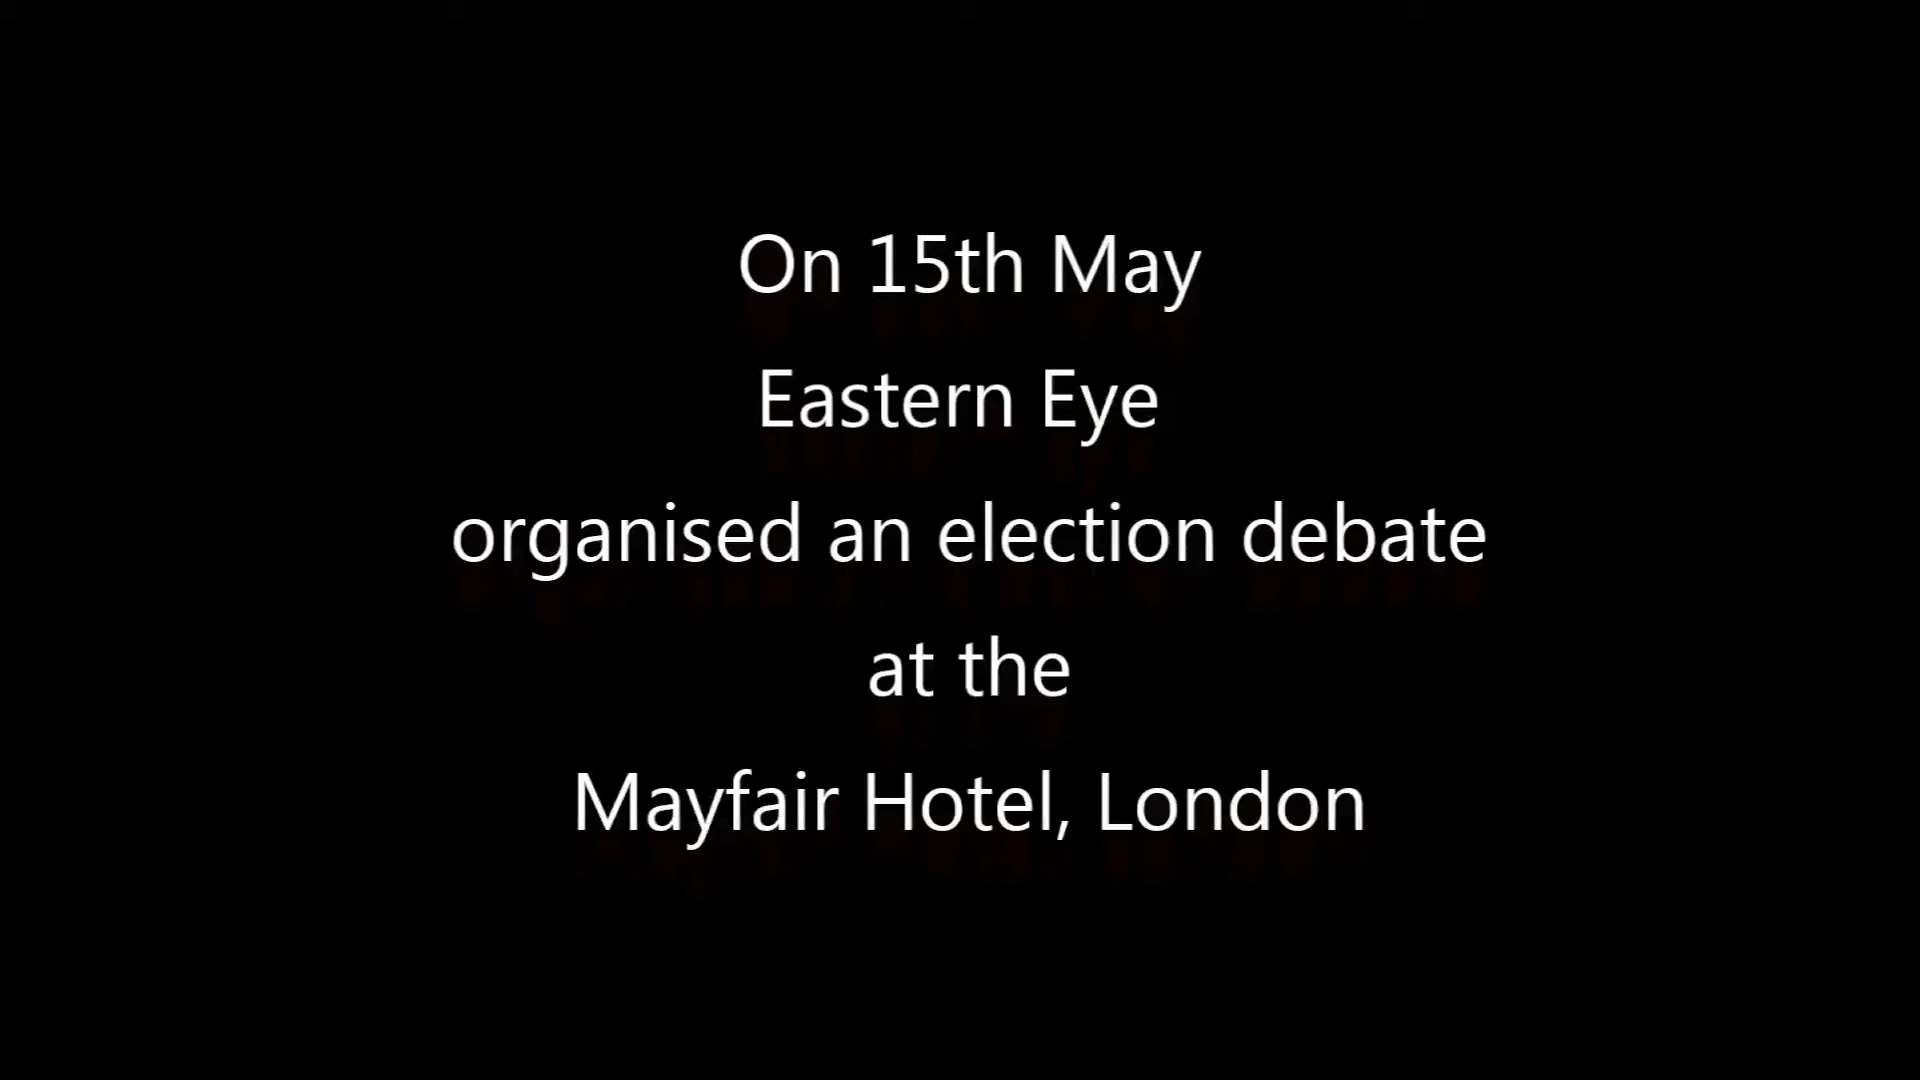 On 15th May
Eastern Eye
organised an election debate
at the
Mayfair Hotel, London